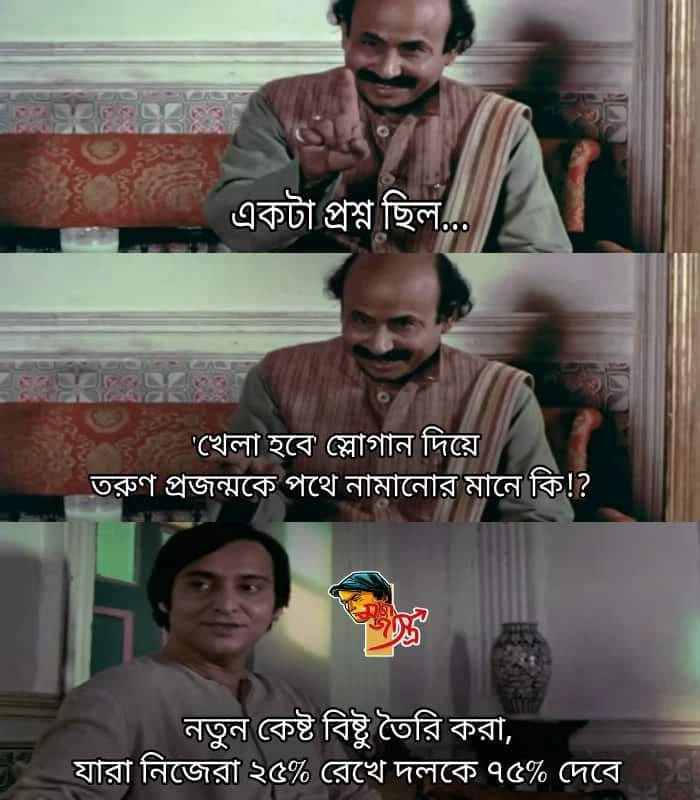 একটা প্রশ্ন ছিল...
'খেলা হবে' স্লোগান দিয়ে
তরুণ প্রজন্মকে পথে নামানোর মানে কি!?
নতুন কেষ্ট বিষ্টু তৈরি করা,
যারা নিজেরা ২৫% রেখে দলকে ৭৫% দেবে